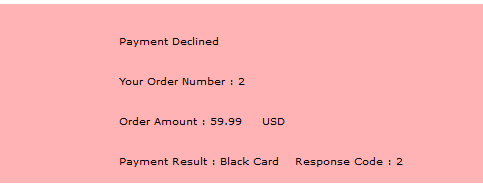 Payment Declined
Your Order Number : 2
Order Amount : 59.99 USD
Payment Result : Black Card Response Code : 2